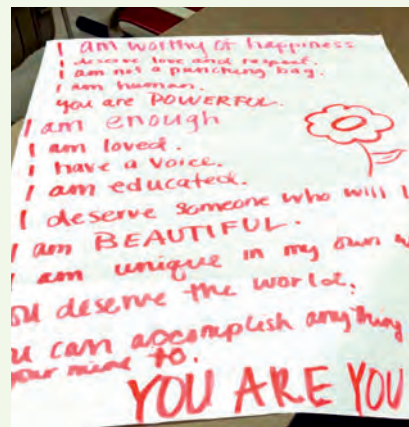 I am worthy of happiness
I deserve love and respect.
I am not a punching bag.
I am human.
you are POWERFUL.
I am enough
I am loved.
I have a voice.
I am educated.
I deserve someone who will
I am BEAUTIFUL.
I am unique in my own
deserve the world.
can accomplish anything
mind to.
YOU ARE YOU